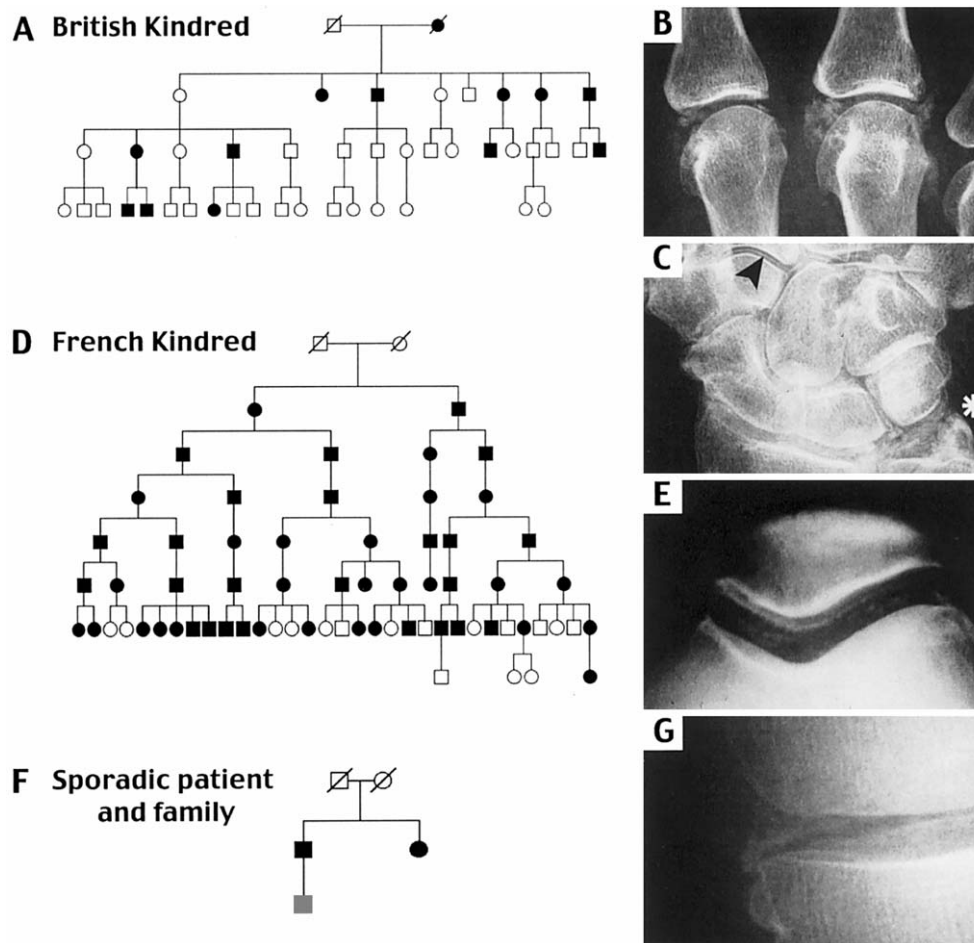 A British Kindred
B
C
*
D French Kindred
E
F Sporadic patient
and family
G